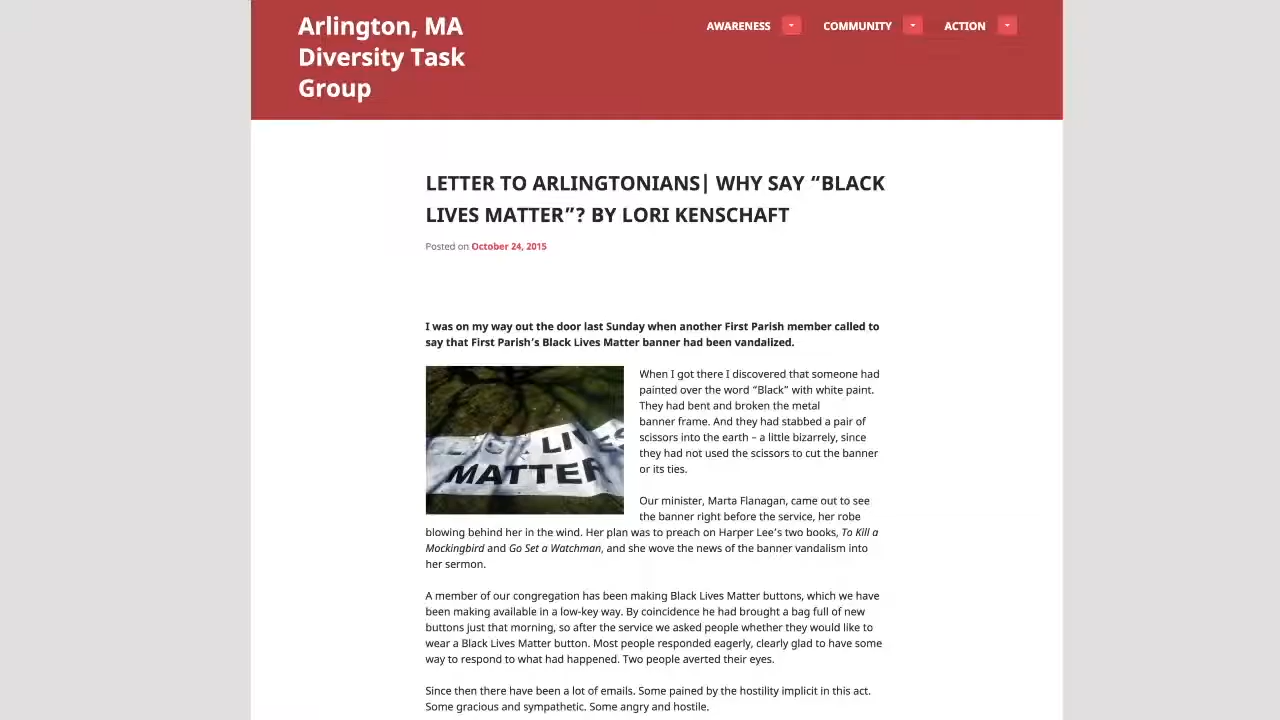 Arlington, MA
Diversity Task
Group
AWARENESS COMMUNITY ACTION
LETTER TO ARLINGTONIANS| WHY SAY “BLACK
LIVES MATTER”? BY LORI KENSCHAFT
Posted on October 24, 2015
I was on my way out the door last Sunday when another First Parish member called to
say that First Parish’s Black Lives Matter banner had been vandalized.
When I got there I discovered that someone had
painted over the word “Black” with white paint.
They had bent and broken the metal
banner frame. And they had stabbed a pair of
scissors into the earth – a little bizarrely, since
they had not used the scissors to cut the banner
or its ties.
LIVES
MATTER
Our minister, Marta Flanagan, came out to see
the banner right before the service, her robe
blowing behind her in the wind. Her plan was to preach on Harper Lee’s two books, To Kill a
Mockingbird and Go Set a Watchman, and she wove the news of the banner vandalism into
her sermon.
A member of our congregation has been making Black Lives Matter buttons, which we have
been making available in a low-key way. By coincidence he had brought a bag full of new
buttons just that morning, so after the service we asked people whether they would like to
wear a Black Lives Matter button. Most people responded eagerly, clearly glad to have some
way to respond to what had happened. Two people averted their eyes.
Since then there have been a lot of emails. Some pained by the hostility implicit in this act.
Some gracious and sympathetic. Some angry and hostile.